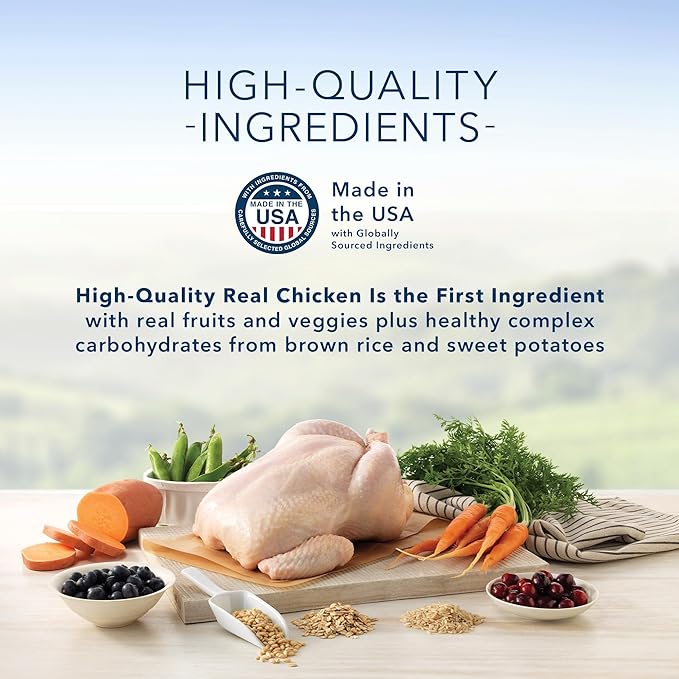 HIGH-QUALITY
-INGREDIENTS-
WITH INGREDIENTS FROM
MADE IN THE
USA
CAREFULLY SELECTED GLOBAL SOURCES
Made in
the USA
with Globally
Sourced Ingredients
High-Quality Real Chicken Is the First Ingredient
with real fruits and veggies plus healthy complex
carbohydrates from brown rice and sweet potatoes